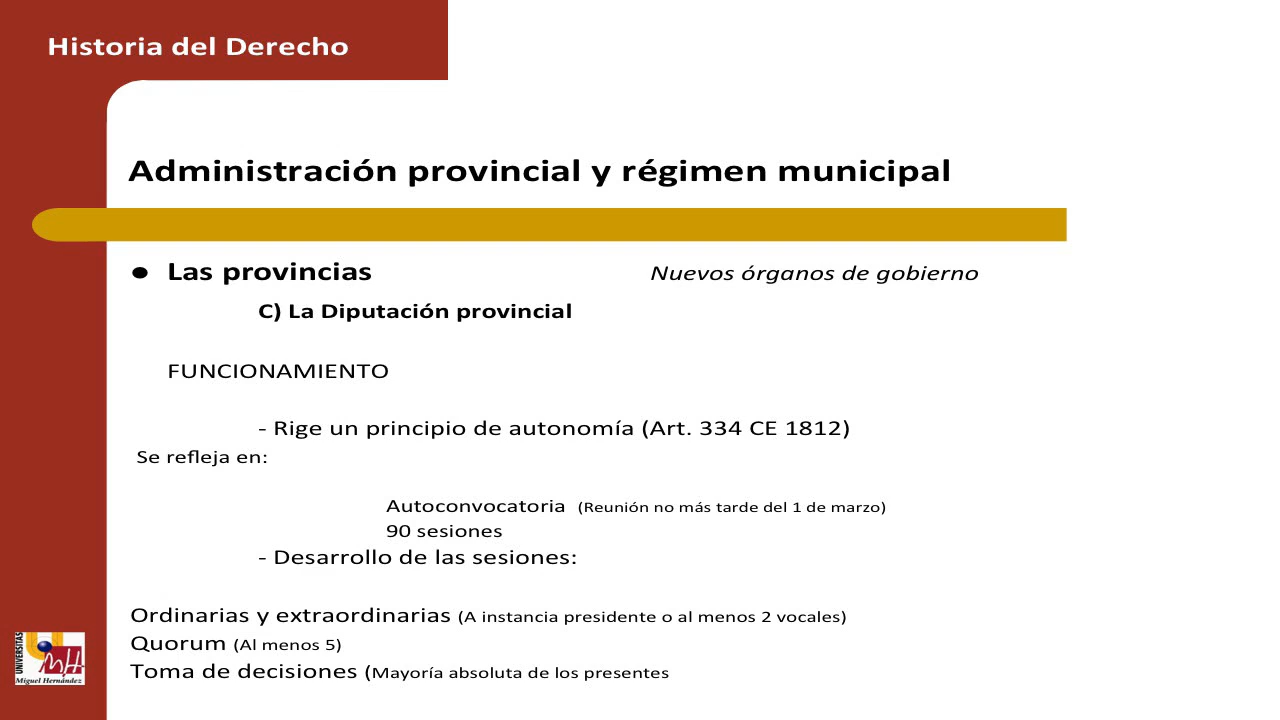 Historia del Derecho
Administración provincial y régimen municipal
● Las provincias Nuevos órganos de gobierno
C) La Diputación provincial
FUNCIONAMIENTO
- Rige un principio de autonomía (Art. 334 CE 1812)
Se refleja en:
Autoconvocatoria (Reunión no más tarde del 1 de marzo)
90 sesiones
- Desarrollo de las sesiones:
Ordinarias y extraordinarias (A instancia presidente o al menos 2 vocales)
Quorum (Al menos 5)
Toma de decisiones (Mayoría absoluta de los presentes
UNIVERSITAS
MH
Miguel Hernández